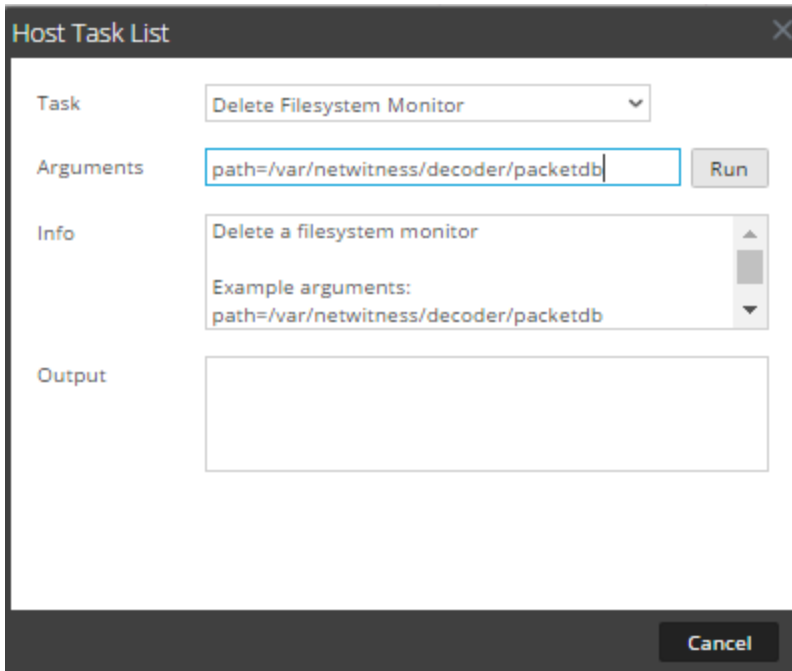 Host Task List
Task
Delete Filesystem Monitor
Arguments
path=/var/netwitness/decoder/packetdb
Run
Info
Delete a filesystem monitor
Example arguments:
path=/var/netwitness/decoder/packetdb
Output
Cancel